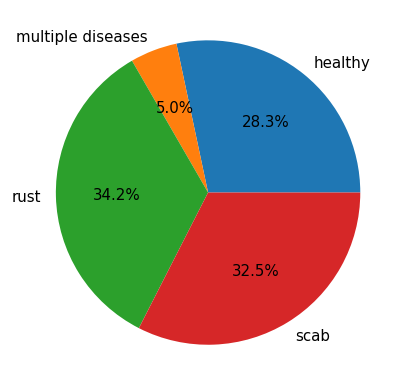 multiple diseases
healthy
5.0%
28.3%
rust
34.2%
32.5%
scab